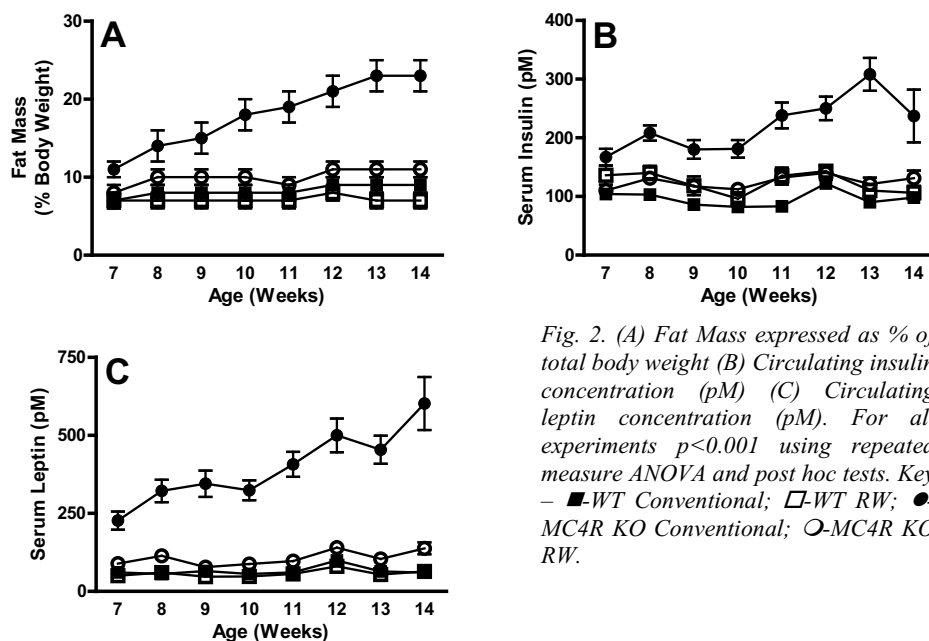 A
Fat Mass
(% Body Weight)
30
20
10
0
7 8 9 10 11 12 13 14
Age (Weeks)
B
Serum Insulin (pM)
400
300
200
100
0
7 8 9 10 11 12 13 14
Age (Weeks)
C
Serum Leptin (pM)
750
500
250
0
7 8 9 10 11 12 13 14
Age (Weeks)
Fig. 2. (A) Fat Mass expressed as % of
total body weight (B) Circulating insulin
concentration (pM) (C) Circulating
leptin concentration (pM). For al
experiments p<0.001 using repeated
measure ANOVA and post hoc tests. Key
– ■-WT Conventional; □-WT RW; ●-
MC4R KO Conventional; ❍-MC4R KO
RW.